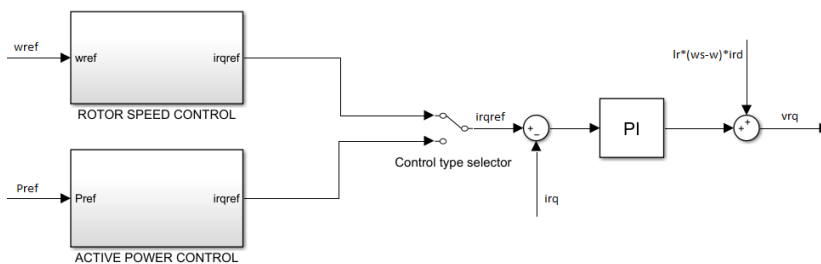 wref
wref
irqref
ROTOR SPEED CONTROL
Pref
Pref
irqref
ACTIVE POWER CONTROL
Control type selector
irqref
+
−
irq
PI
lr*(ws-w)*ird
+
+
vrq